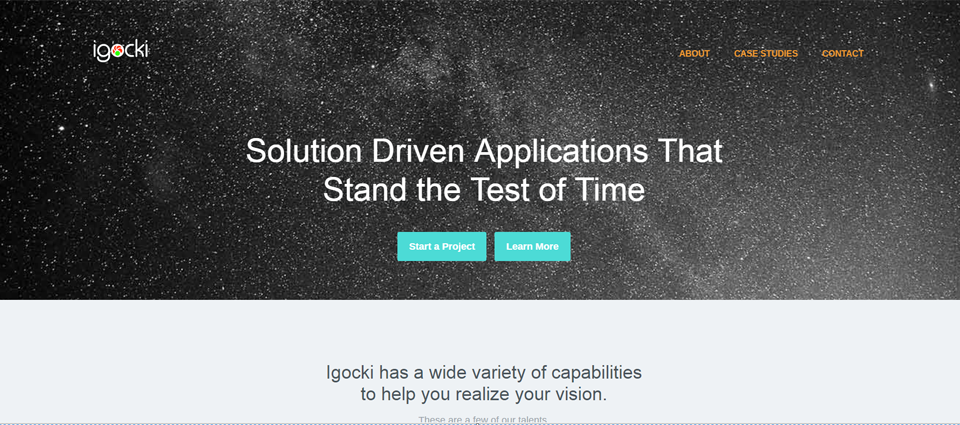 igocki
ABOUT CASE STUDIES CONTACT
Solution Driven Applications That
Stand the Test of Time
Start a Project Learn More
Igocki has a wide variety of capabilities
to help you realize your vision.
These are a few of our talents